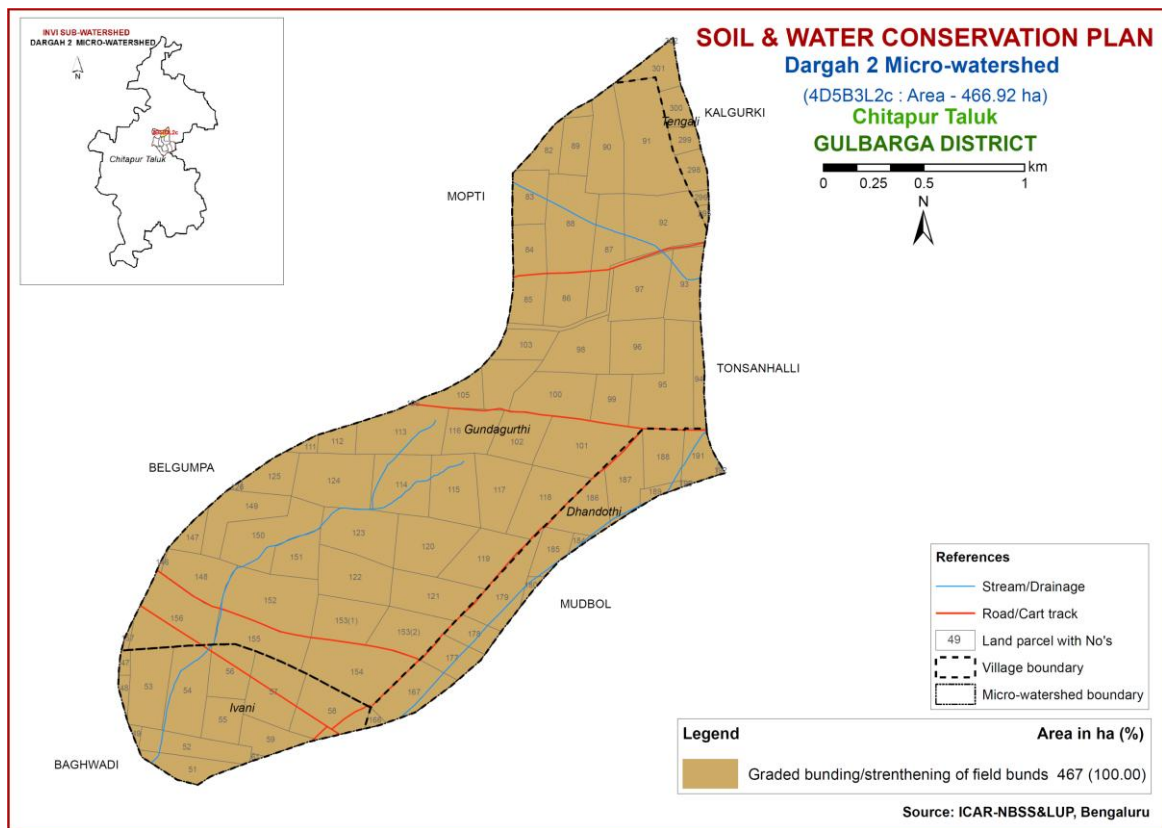 INVI SUB-WATERSHED
DARGAH 2 MICRO-WATERSHED
N
Chitapur Taluk
SOIL & WATER CONSERVATION PLAN
Dargah 2 Micro-watershed
(4D5B3L2c : Area - 466.92 ha)
Chitapur Taluk
GULBARGA DISTRICT
km
0 0.25 0.5 1
N
KALGURKI
MOPTI
TONSANHALLI
BELGUMPA
MUDBOL
BAGHWADI
301
300
Tengali
299
298
82 89 90 91
83
88 92
84 87
85 86 97 93
103 98 96
105 100 99 95 94
113 116 Gundagurthi
111 112 102 101
125 124 114 115 117 118
188 191
187
186
Dhandothi
149
147 150 151 123 120 119
185
148 152 122 121
179
156 153(1) 153(2)
178
155 154 177
167
53 54 56 57
Ivani 58
55 59
52
51
References
Stream/Drainage
Road/Cart track
49 Land parcel with No's
Village boundary
Micro-watershed boundary
Legend Area in ha (%)
Graded bunding/strenthening of field bunds 467 (100.00)
Source: ICAR-NBSS&LUP, Bengaluru